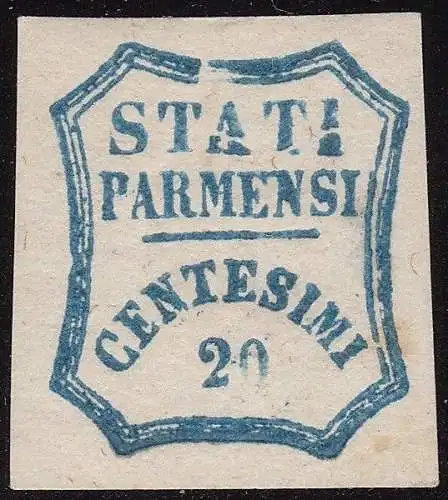 STATI
PARMENSI
CENTESIMI
20